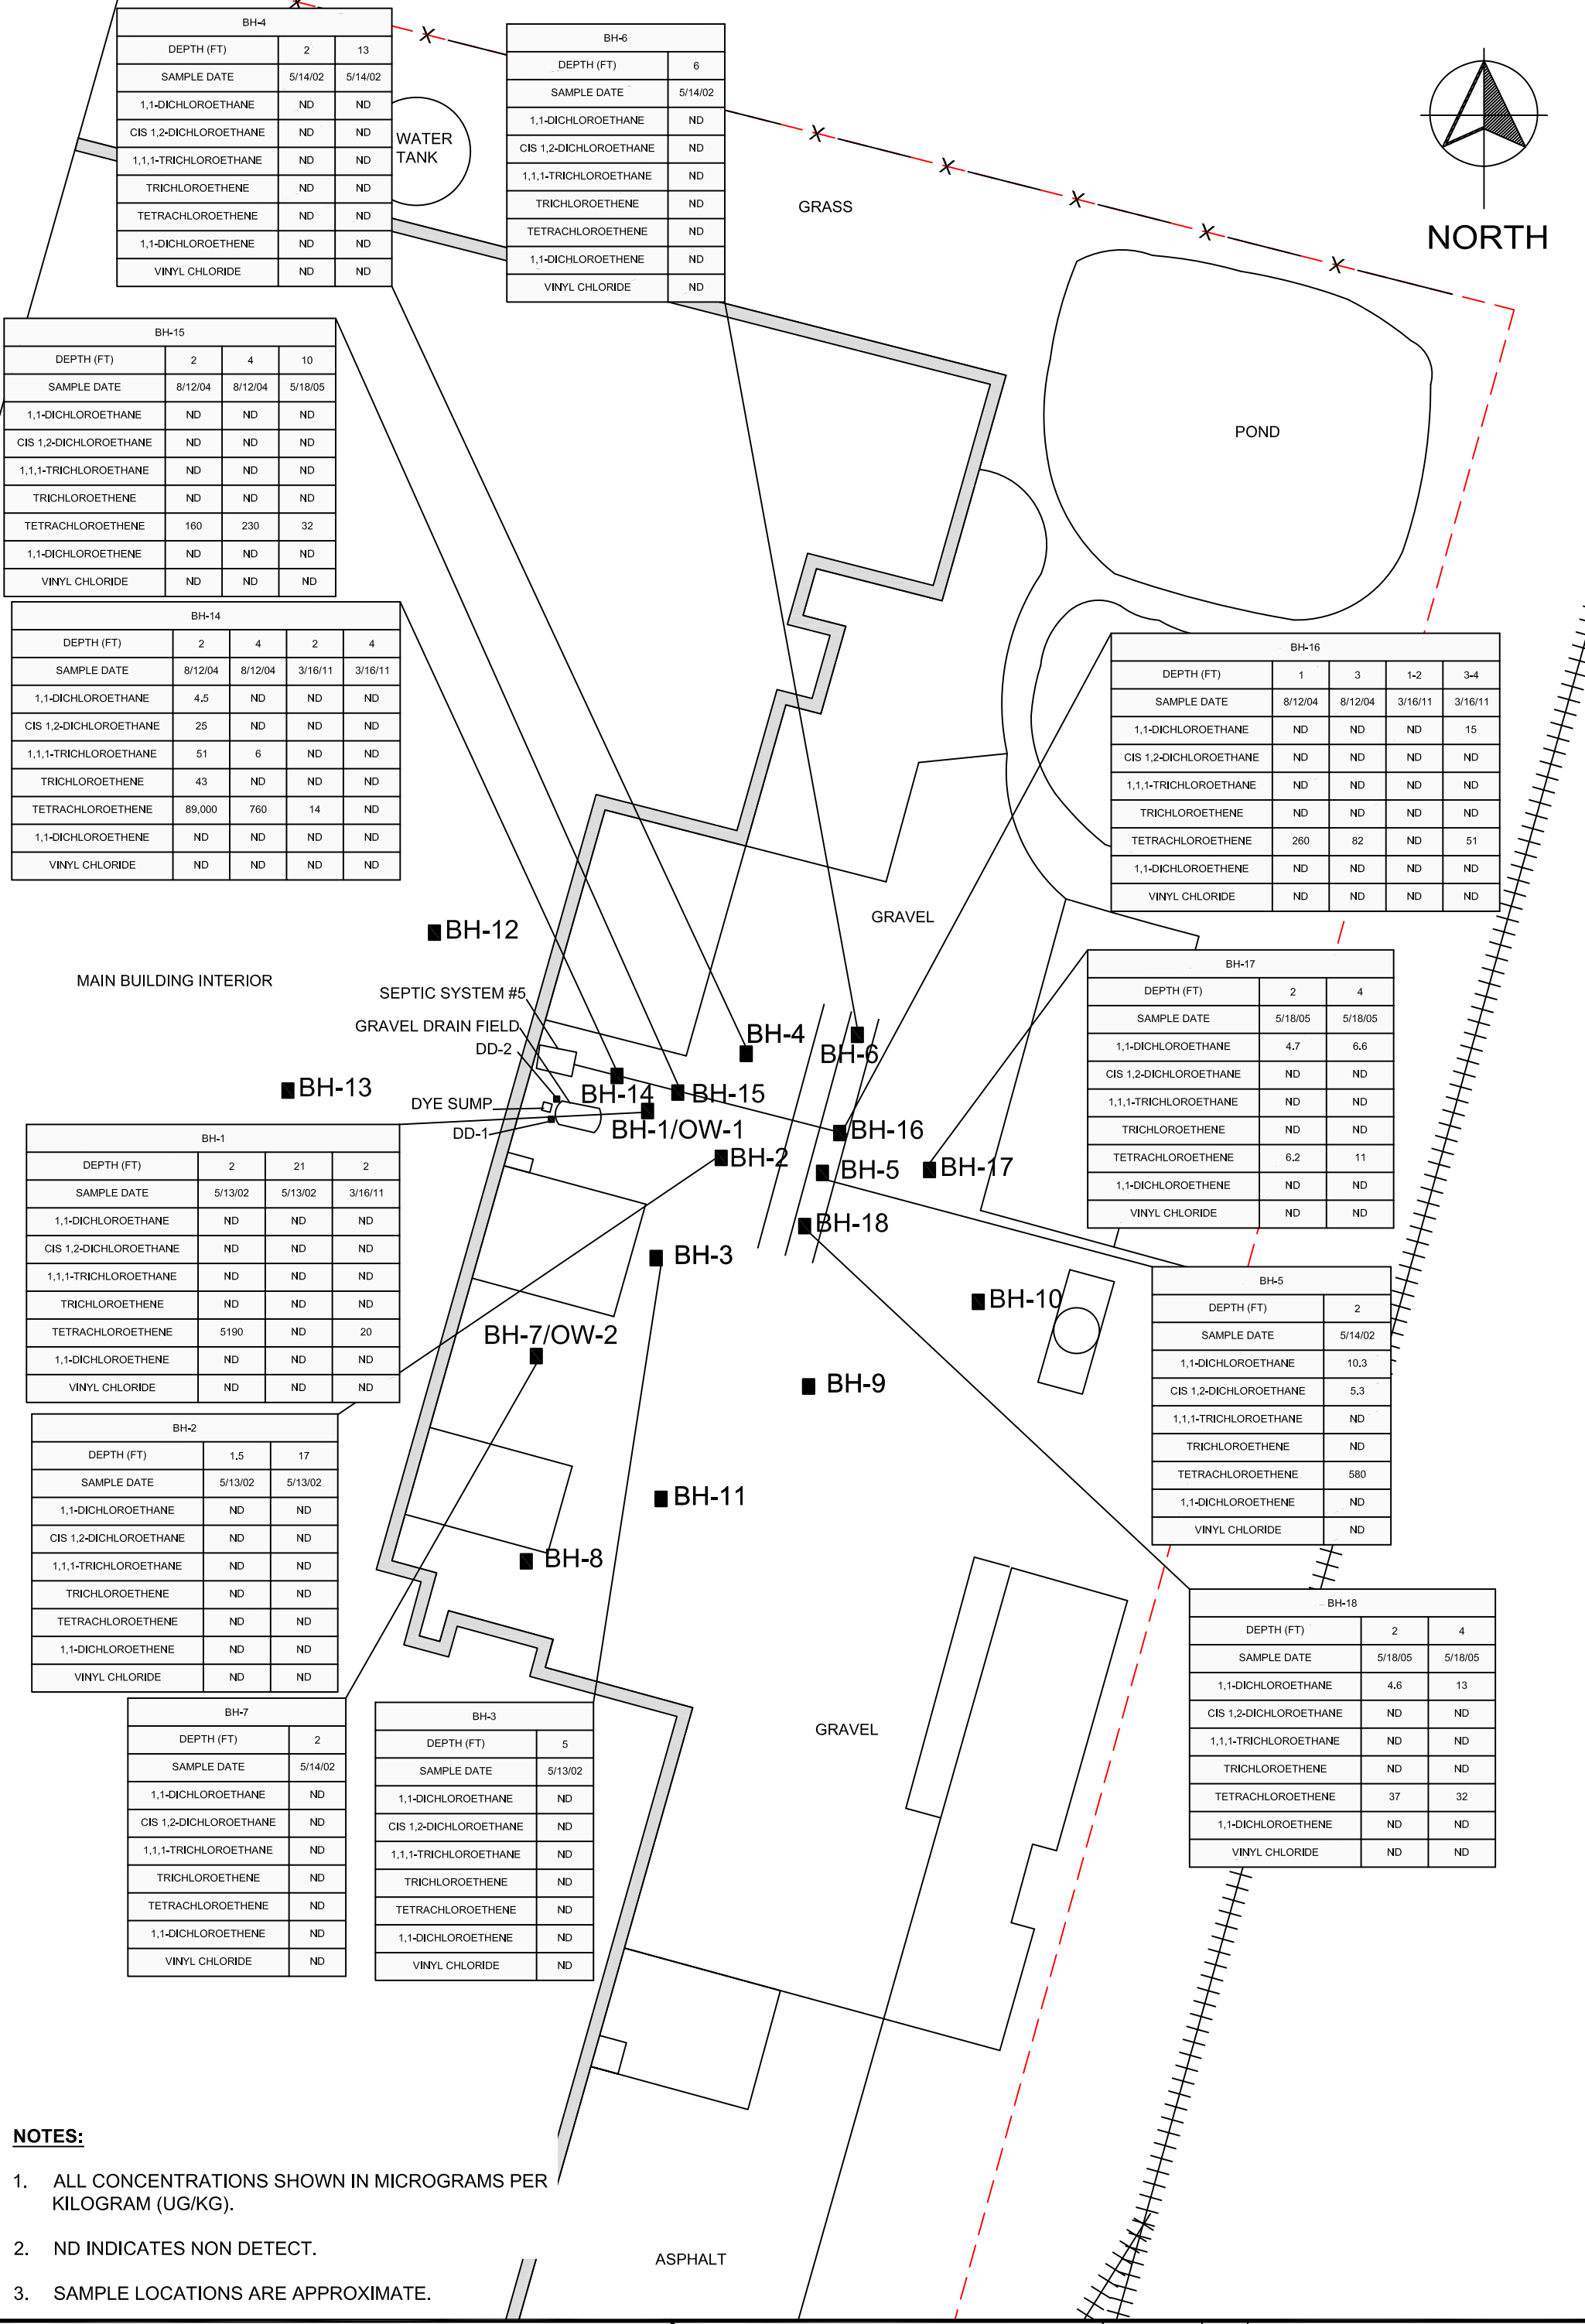 BH-4
DEPTH (FT) 2 13
SAMPLE DATE 5/14/02 5/14/02
1,1-DICHLOROETHANE ND ND
CIS 1,2-DICHLOROETHANE ND ND
1,1,1-TRICHLOROETHANE ND ND
TRICHLOROETHENE ND ND
TETRACHLOROETHENE ND ND
1,1-DICHLOROETHENE ND ND
VINYL CHLORIDE ND ND
WATER
TANK
BH-6
DEPTH (FT) 6
SAMPLE DATE 5/14/02
1,1-DICHLOROETHANE ND
CIS 1,2-DICHLOROETHANE ND
1,1,1-TRICHLOROETHANE ND
TRICHLOROETHENE ND
TETRACHLOROETHENE ND
1,1-DICHLOROETHENE ND
VINYL CHLORIDE ND
GRASS
NORTH
POND
BH-15
DEPTH (FT) 2 4 10
SAMPLE DATE 8/12/04 8/12/04 5/18/05
1,1-DICHLOROETHANE ND ND ND
CIS 1,2-DICHLOROETHANE ND ND ND
1,1,1-TRICHLOROETHANE ND ND ND
TRICHLOROETHENE ND ND ND
TETRACHLOROETHENE 160 230 32
1,1-DICHLOROETHENE ND ND ND
VINYL CHLORIDE ND ND ND
BH-14
DEPTH (FT) 2 4 2 4
SAMPLE DATE 8/12/04 8/12/04 3/16/11 3/16/11
1,1-DICHLOROETHANE 4.5 ND ND ND
CIS 1,2-DICHLOROETHANE 25 ND ND ND
1,1,1-TRICHLOROETHANE 51 6 ND ND
TRICHLOROETHENE 43 ND ND ND
TETRACHLOROETHENE 89,000 760 14 ND
1,1-DICHLOROETHENE ND ND ND ND
VINYL CHLORIDE ND ND ND ND
BH-16
DEPTH (FT) 1 3 1-2 3-4
SAMPLE DATE 8/12/04 8/12/04 3/16/11 3/16/11
1,1-DICHLOROETHANE ND ND ND 15
CIS 1,2-DICHLOROETHANE ND ND ND ND
1,1,1-TRICHLOROETHANE ND ND ND ND
TRICHLOROETHENE ND ND ND ND
TETRACHLOROETHENE 260 82 ND 51
1,1-DICHLOROETHENE ND ND ND ND
VINYL CHLORIDE ND ND ND ND
GRAVEL
BH-12
MAIN BUILDING INTERIOR
SEPTIC SYSTEM #5
GRAVEL DRAIN FIELD
DD-2
BH-4
BH-6
BH-13
BH-14
BH-15
DYE SUMP
DD-1
BH-1/OW-1
BH-16
BH-2
BH-5
BH-17
BH-18
BH-3
BH-10
BH-7/OW-2
BH-9
BH-11
BH-8
BH-17
DEPTH (FT) 2 4
SAMPLE DATE 5/18/05 5/18/05
1,1-DICHLOROETHANE 4.7 6.6
CIS 1,2-DICHLOROETHANE ND ND
1,1,1-TRICHLOROETHANE ND ND
TRICHLOROETHENE ND ND
TETRACHLOROETHENE 6.2 11
1,1-DICHLOROETHENE ND ND
VINYL CHLORIDE ND ND
BH-1
DEPTH (FT) 2 21 2
SAMPLE DATE 5/13/02 5/13/02 3/16/11
1,1-DICHLOROETHANE ND ND ND
CIS 1,2-DICHLOROETHANE ND ND ND
1,1,1-TRICHLOROETHANE ND ND ND
TRICHLOROETHENE ND ND ND
TETRACHLOROETHENE 5190 ND 20
1,1-DICHLOROETHENE ND ND ND
VINYL CHLORIDE ND ND ND
BH-5
DEPTH (FT) 2
SAMPLE DATE 5/14/02
1,1-DICHLOROETHANE 10.3
CIS 1,2-DICHLOROETHANE 5.3
1,1,1-TRICHLOROETHANE ND
TRICHLOROETHENE ND
TETRACHLOROETHENE 580
1,1-DICHLOROETHENE ND
VINYL CHLORIDE ND
BH-2
DEPTH (FT) 1.5 17
SAMPLE DATE 5/13/02 5/13/02
1,1-DICHLOROETHANE ND ND
CIS 1,2-DICHLOROETHANE ND ND
1,1,1-TRICHLOROETHANE ND ND
TRICHLOROETHENE ND ND
TETRACHLOROETHENE ND ND
1,1-DICHLOROETHENE ND ND
VINYL CHLORIDE ND ND
BH-18
DEPTH (FT) 2 4
SAMPLE DATE 5/18/05 5/18/05
1,1-DICHLOROETHANE 4.6 13
CIS 1,2-DICHLOROETHANE ND ND
1,1,1-TRICHLOROETHANE ND ND
TRICHLOROETHENE ND ND
TETRACHLOROETHENE 37 32
1,1-DICHLOROETHENE ND ND
VINYL CHLORIDE ND ND
BH-7
DEPTH (FT) 2
SAMPLE DATE 5/14/02
1,1-DICHLOROETHANE ND
CIS 1,2-DICHLOROETHANE ND
1,1,1-TRICHLOROETHANE ND
TRICHLOROETHENE ND
TETRACHLOROETHENE ND
1,1-DICHLOROETHENE ND
VINYL CHLORIDE ND
BH-3
DEPTH (FT) 5
SAMPLE DATE 5/13/02
1,1-DICHLOROETHANE ND
CIS 1,2-DICHLOROETHANE ND
1,1,1-TRICHLOROETHANE ND
TRICHLOROETHENE ND
TETRACHLOROETHENE ND
1,1-DICHLOROETHENE ND
VINYL CHLORIDE ND
GRAVEL
ASPHALT
NOTES:
1. ALL CONCENTRATIONS SHOWN IN MICROGRAMS PER
KILOGRAM (UG/KG).
2. ND INDICATES NON DETECT.
3. SAMPLE LOCATIONS ARE APPROXIMATE.